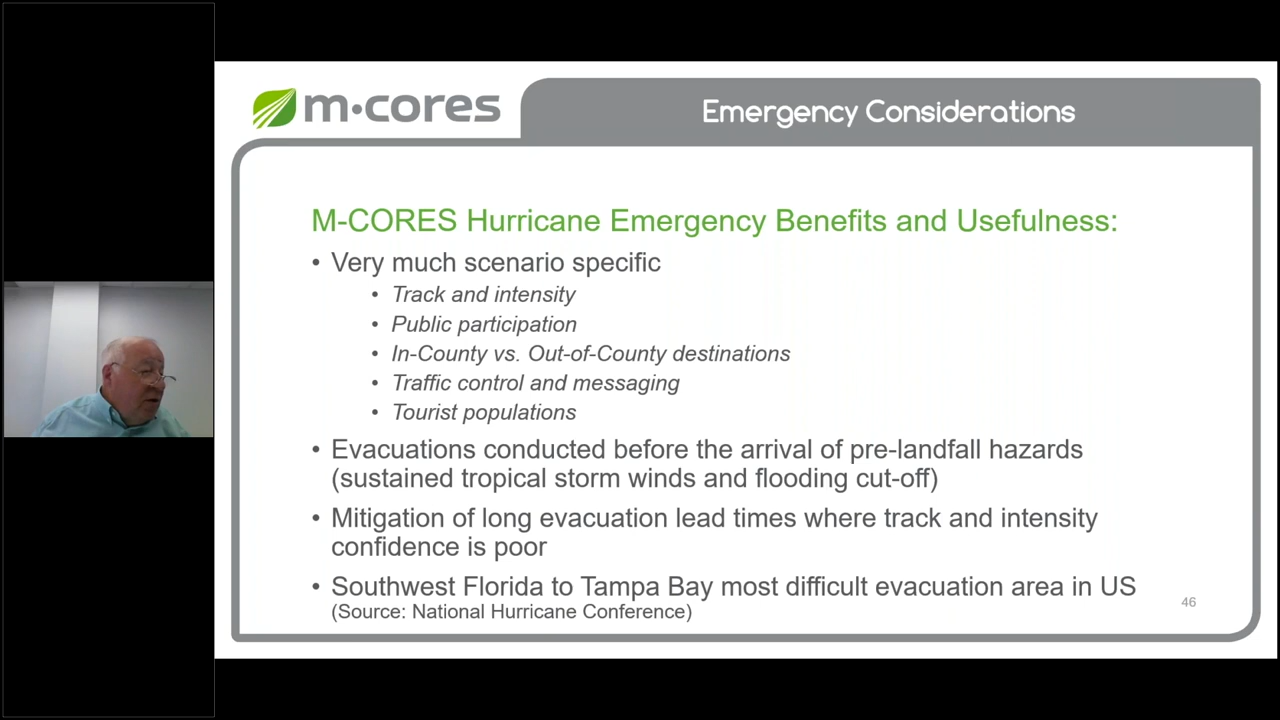 m·cores
Emergency Considerations
M-CORES Hurricane Emergency Benefits and Usefulness:
• Very much scenario specific
• Track and intensity
• Public participation
• In-County vs. Out-of-County destinations
• Traffic control and messaging
• Tourist populations
• Evacuations conducted before the arrival of pre-landfall hazards
(sustained tropical storm winds and flooding cut-off)
• Mitigation of long evacuation lead times where track and intensity
confidence is poor
• Southwest Florida to Tampa Bay most difficult evacuation area in US
(Source: National Hurricane Conference)
46